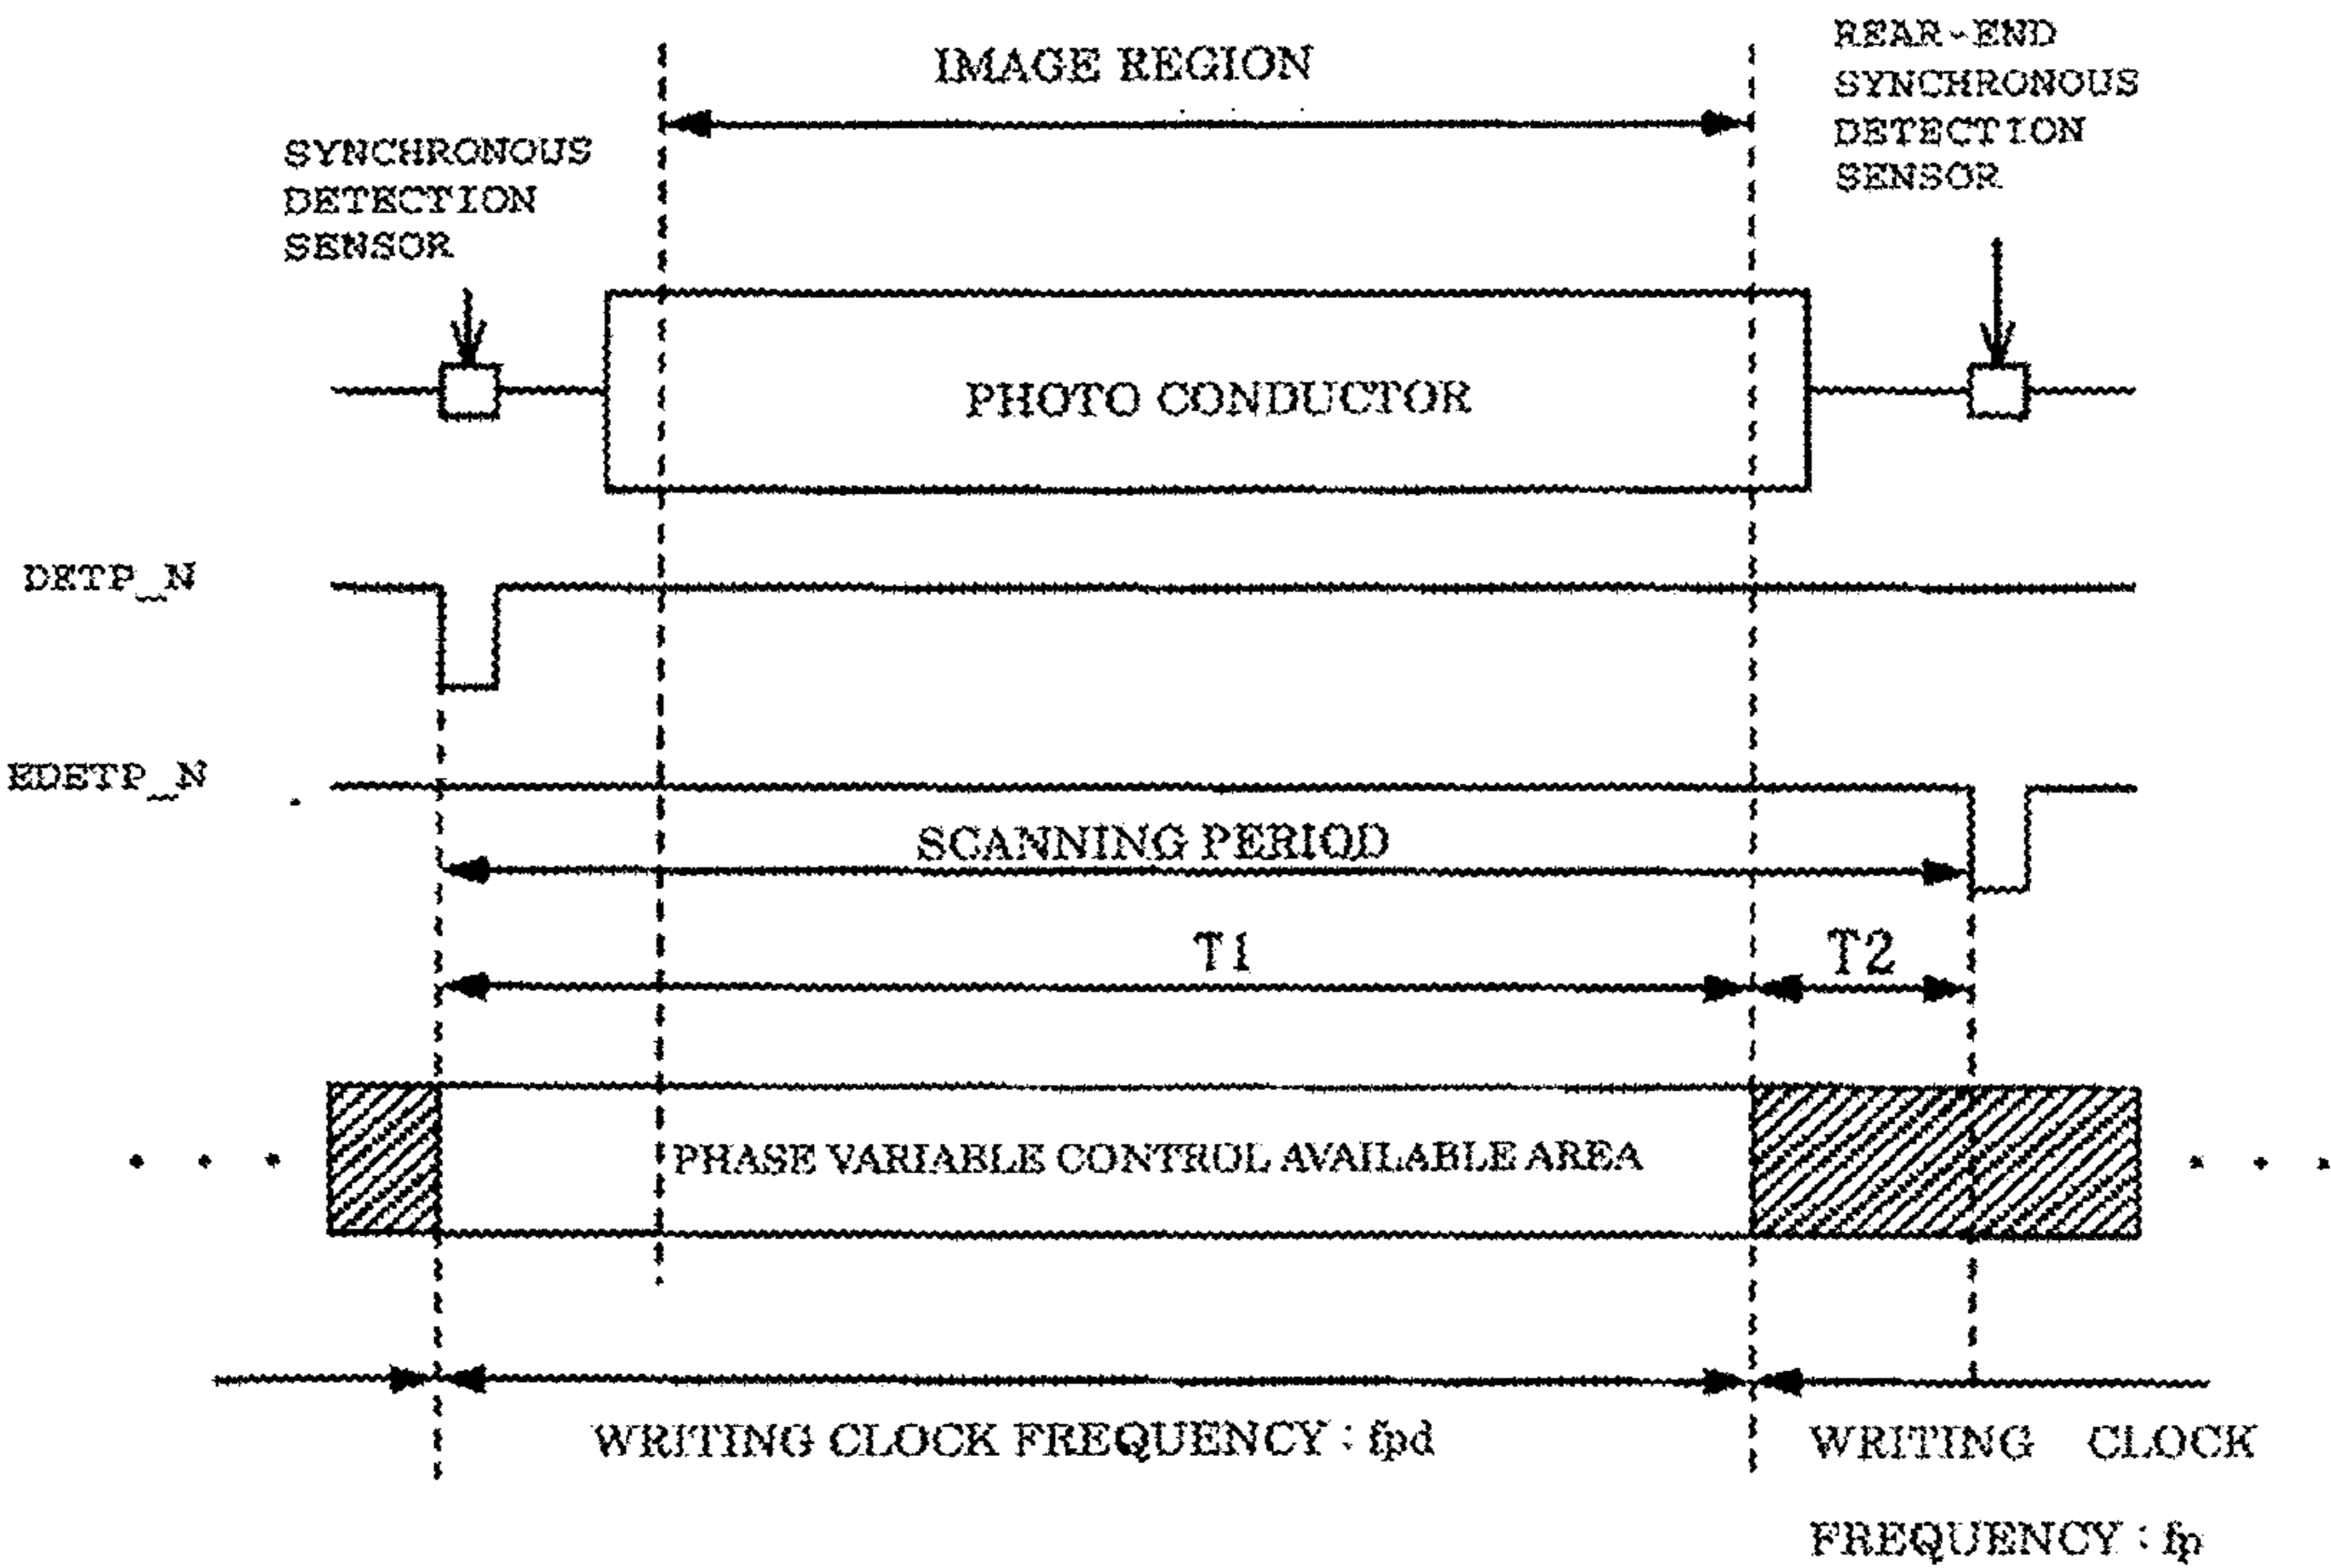 IMAGE REGION
REAR-END
SYNCHRONOUS
DETECTION
SENSOR
SYNCHRONOUS
DETECTION
SENSOR
PHOTO CONDUCTOR
DETP_N
EDETP_N
SCANNING PERIOD
T1
T2
PHASE VARIABLE CONTROL AVAILABLE AREA
WRITING CLOCK FREQUENCY : fpd
WRITING CLOCK
FREQUENCY : fp